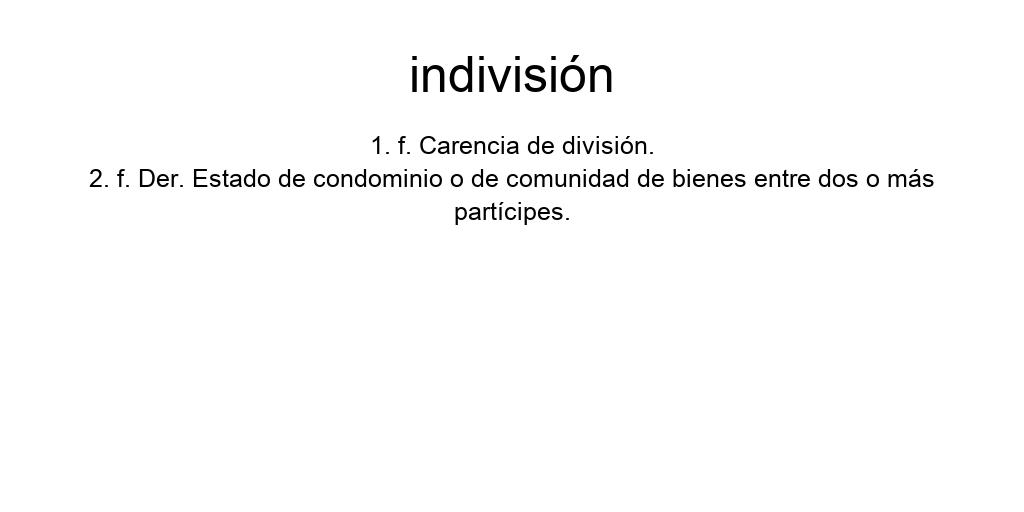 indivisión
1. f. Carencia de división.
2. f. Der. Estado de condominio o de comunidad de bienes entre dos o más
partícipes.